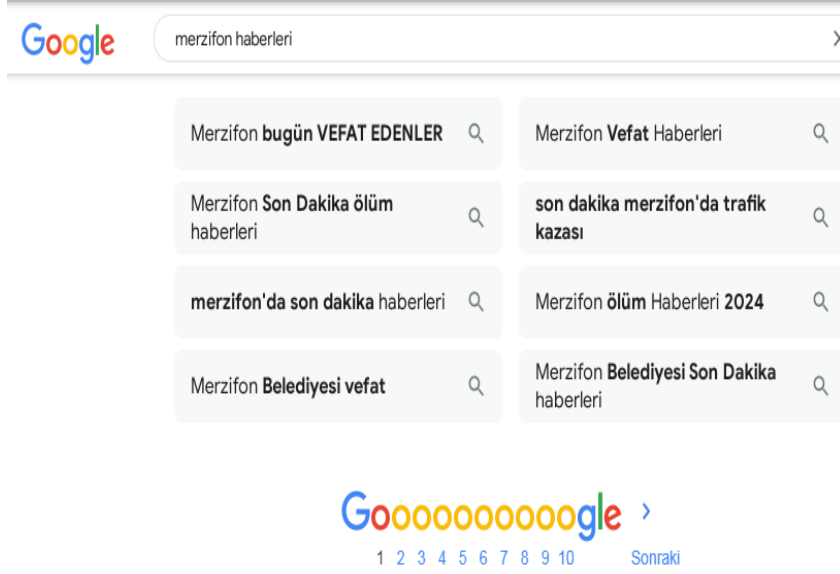 Google
merzifon haberleri
Merzifon bugün VEFAT EDENLER
Merzifon Vefat Haberleri
Merzifon Son Dakika ölüm
haberleri
son dakika merzifon'da trafik
kazası
merzifon'da son dakika haberleri
Merzifon ölüm Haberleri 2024
Merzifon Belediyesi vefat
Merzifon Belediyesi Son Dakika
haberleri
Goooooooooogle
1 2 3 4 5 6 7 8 9 10 Sonraki